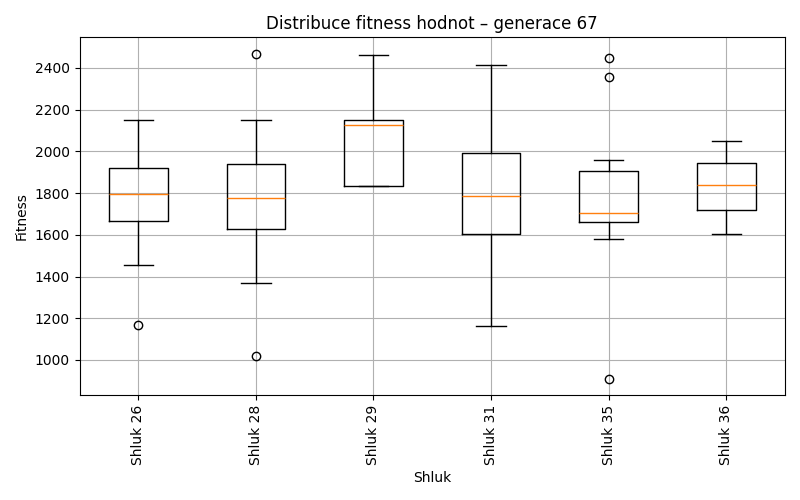 Distribuce fitness hodnot – generace 67
Fitness
2400
2200
2000
1800
1600
1400
1200
1000
Shluk 26
Shluk 28
Shluk 29
Shluk 31
Shluk 35
Shluk 36
Shluk